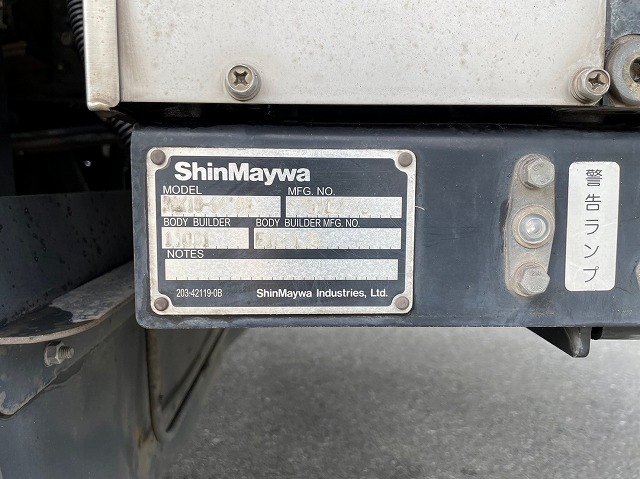 ShinMaywa
MODEL MFG. NO.
BODY BUILDER BODY BUILDER MFG. NO.
NOTES
203-42119-0B ShinMaywa Industries, Ltd.
警告ランプ